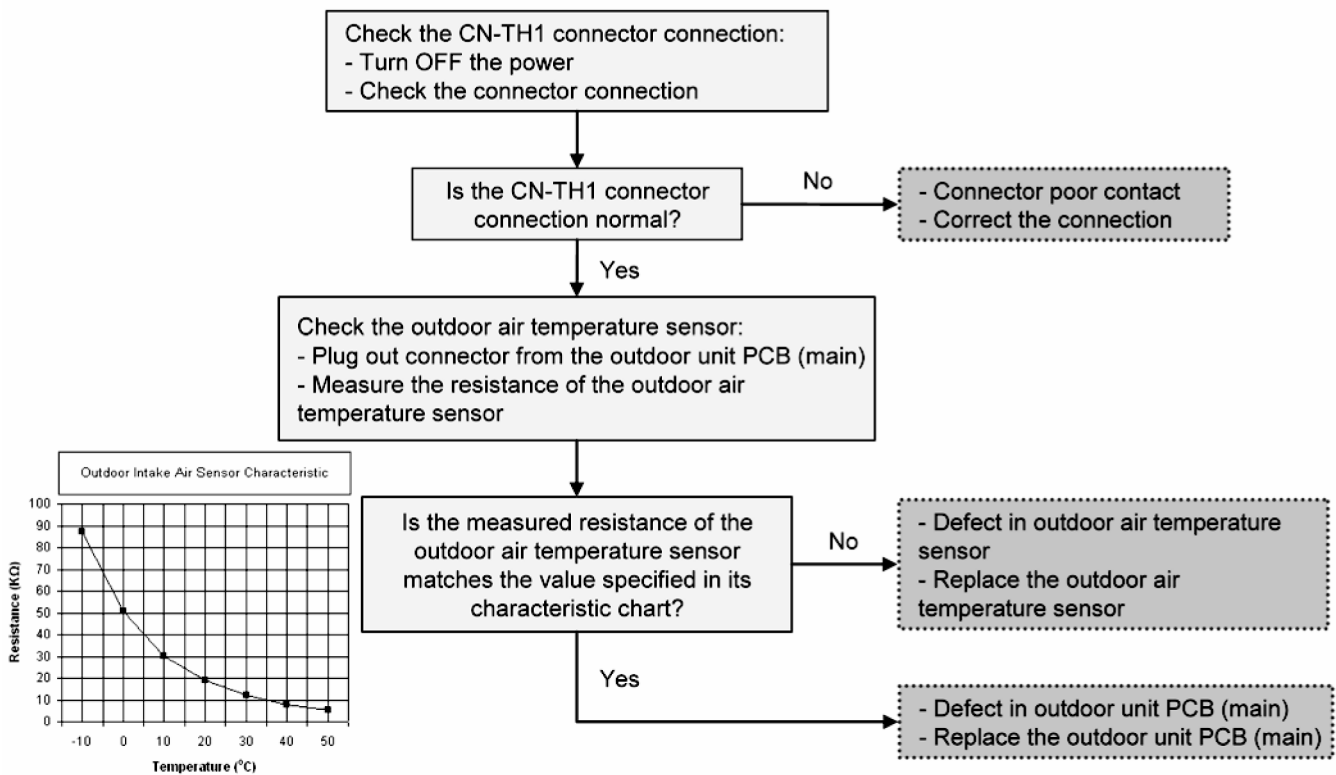 Check the CN-TH1 connector connection:
- Turn OFF the power
- Check the connector connection
Is the CN-TH1 connector
connection normal?
No
- Connector poor contact
- Correct the connection
Yes
Check the outdoor air temperature sensor:
- Plug out connector from the outdoor unit PCB (main)
- Measure the resistance of the outdoor air
temperature sensor
Outdoor Intake Air Sensor Characteristic
Resistance (KΩ)
100
90
80
70
60
50
40
30
20
10
0
-10 0 10 20 30 40 50
Temperature (°C)
Is the measured resistance of the
outdoor air temperature sensor
matches the value specified in its
characteristic chart?
No
- Defect in outdoor air temperature
sensor
- Replace the outdoor air
temperature sensor
Yes
- Defect in outdoor unit PCB (main)
- Replace the outdoor unit PCB (main)